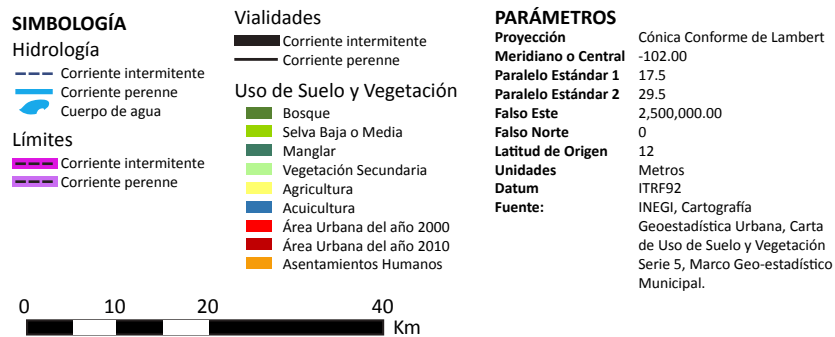 SIMBOLOGÍA
Hidrología
Corriente intermitente
Corriente perenne
Cuerpo de agua
Límites
Corriente intermitente
Corriente perenne
Vialidades
Corriente intermitente
Corriente perenne
Uso de Suelo y Vegetación
Bosque
Selva Baja o Media
Manglar
Vegetación Secundaria
Agricultura
Acuicultura
Área Urbana del año 2000
Área Urbana del año 2010
Asentamientos Humanos
PARÁMETROS
Proyección Cónica Conforme de Lambert
Meridiano o Central -102.00
Paralelo Estándar 1 17.5
Paralelo Estándar 2 29.5
Falso Este 2,500,000.00
Falso Norte 0
Latitud de Origen 12
Unidades Metros
Datum ITRF92
Fuente: INEGI, Cartografía
Geoestadística Urbana, Carta
de Uso de Suelo y Vegetación
Serie 5, Marco Geo-estadístico
Municipal.
0 10 20 40
Km